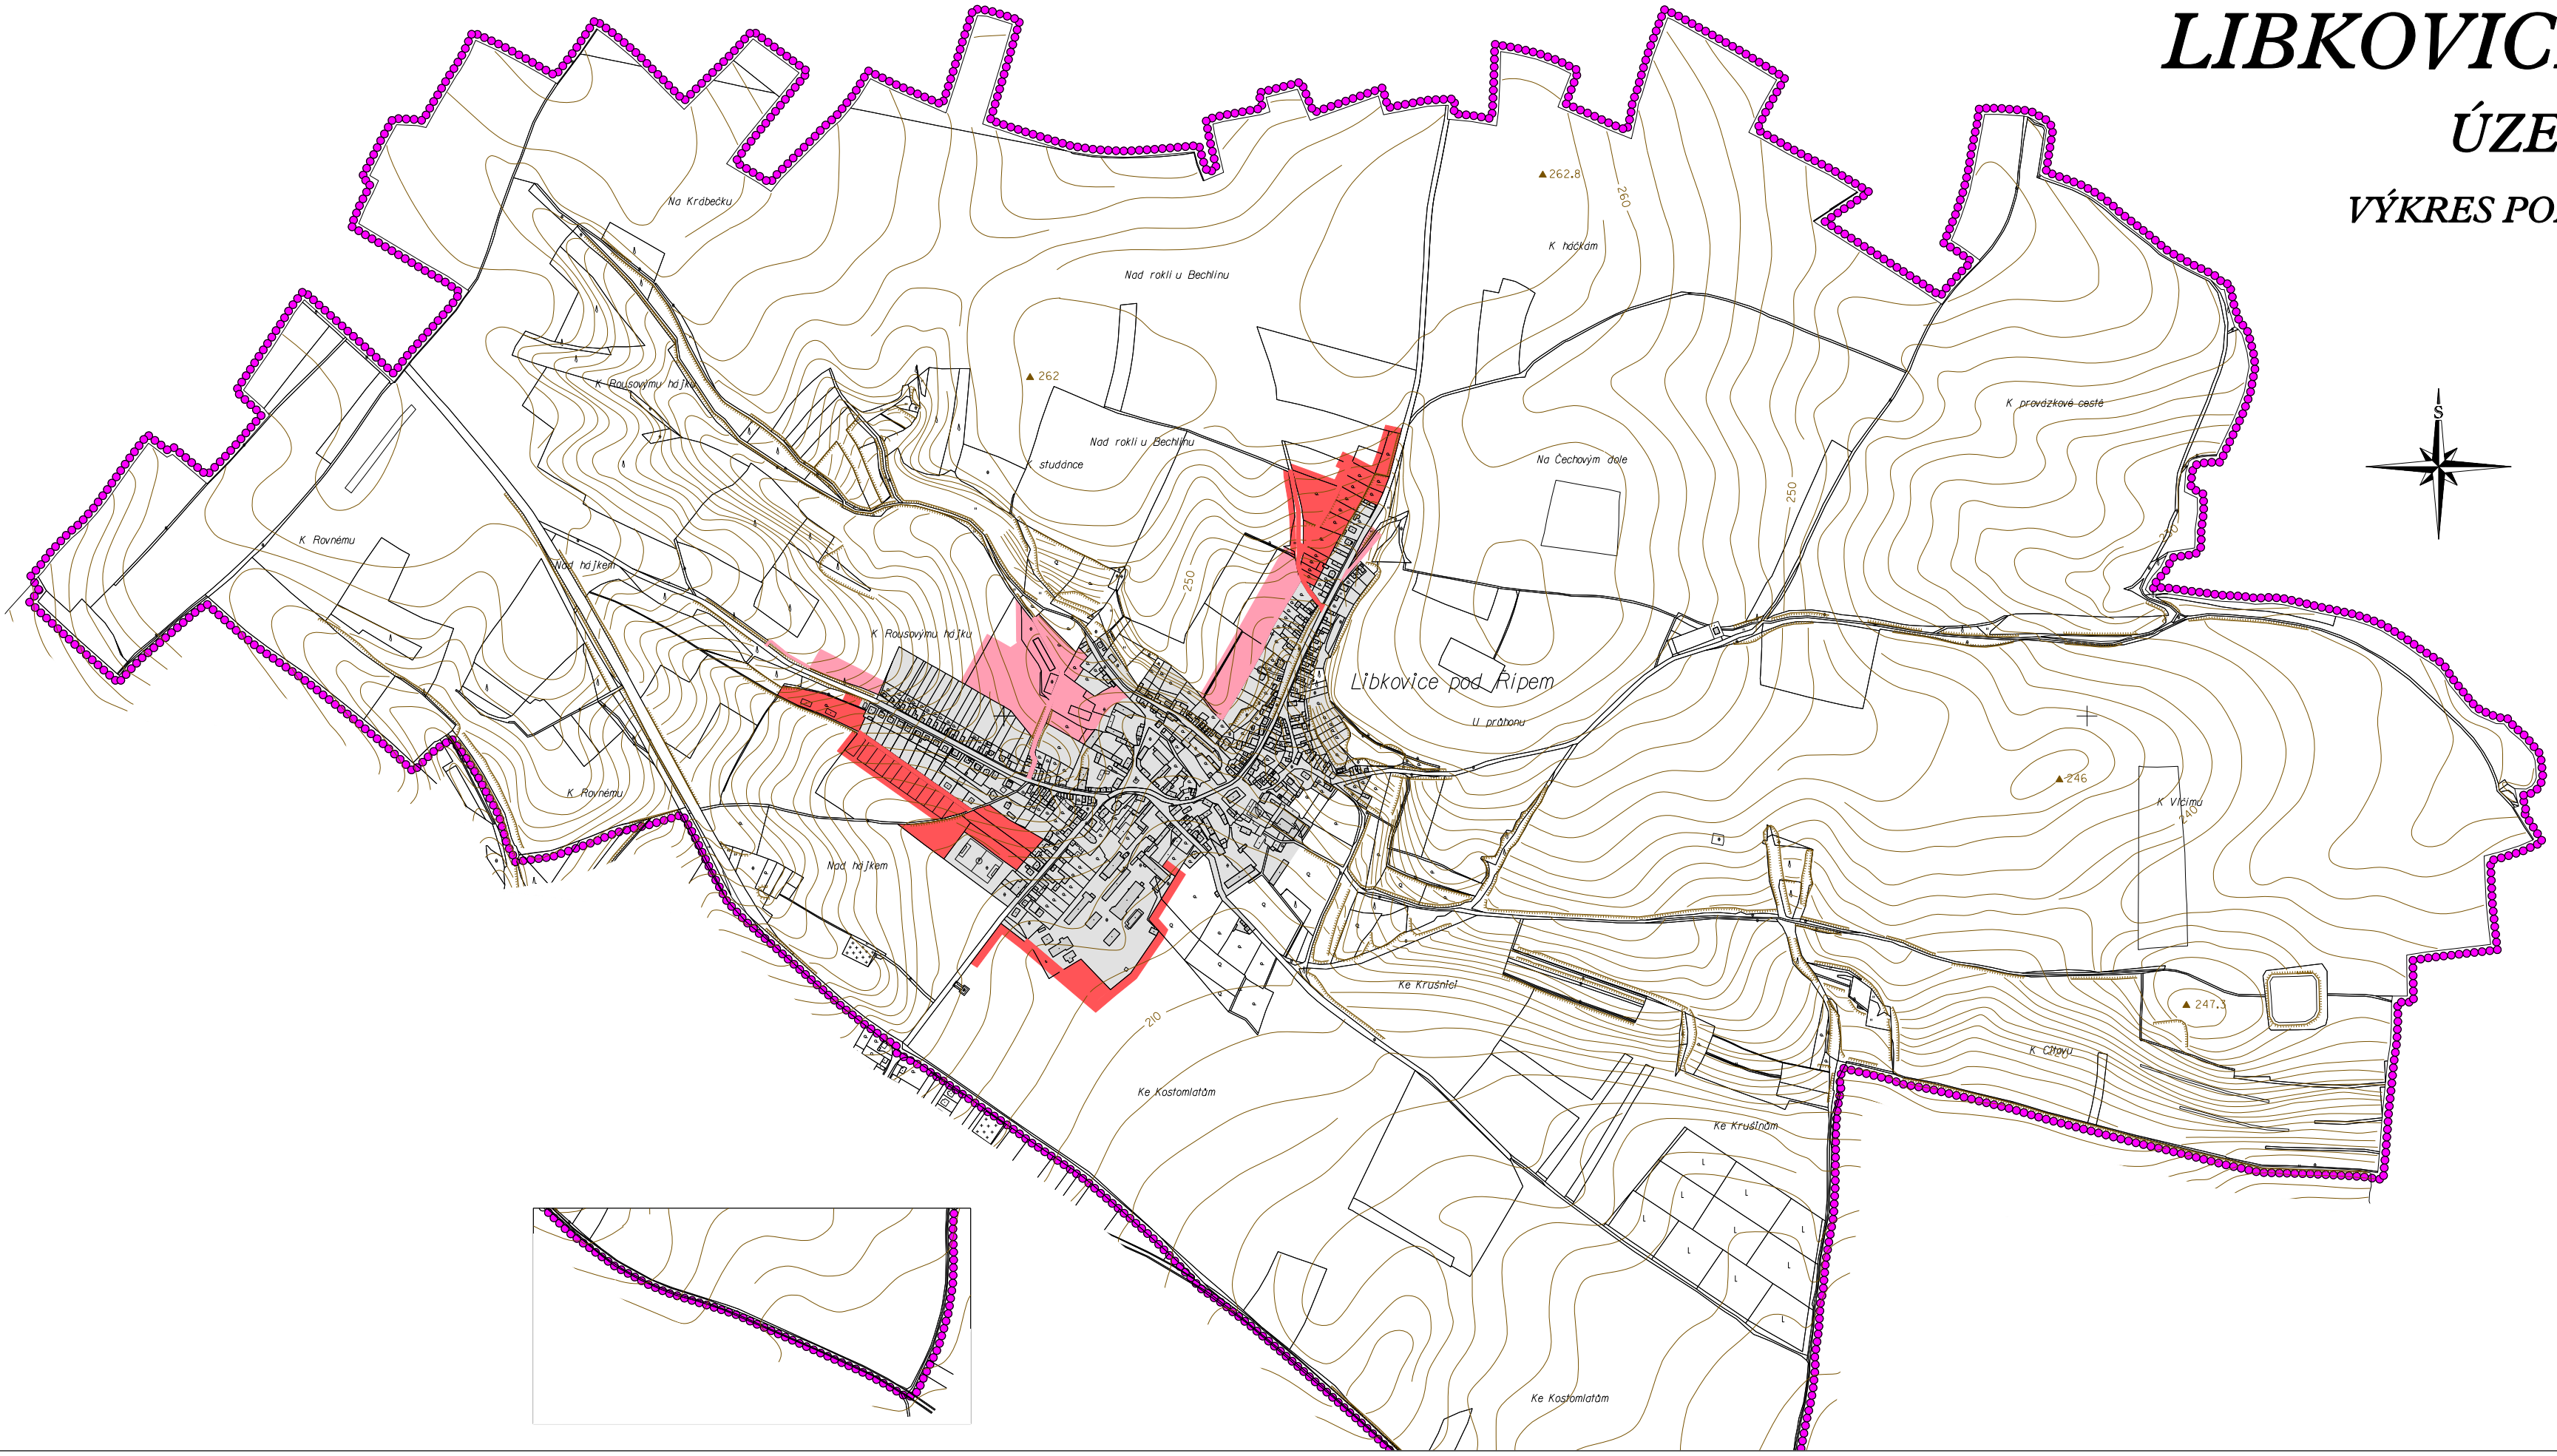 LIBKOVIC
ÚZE
VÝKRES PO
262.8
260
Na Krábečku
K háčkám
Nad roklí u Bechlínu
262
K Rousovýmu hájku
K provázkové cestě
S
Nad roklí u Bechlínu
K studánce
Na Čechovým dole
250
K Rovnému
Nad hájkem
250
K Rousovýmu hájku
Libkovice pod Řípem
U průhonu
246
K Rovnému
K Vlčímu
240
Nad hájkem
Ke Krušnici
247.3
210
K Cítovu
Ke Kostomlatům
Ke Krušinám
Ke Kostomlatům